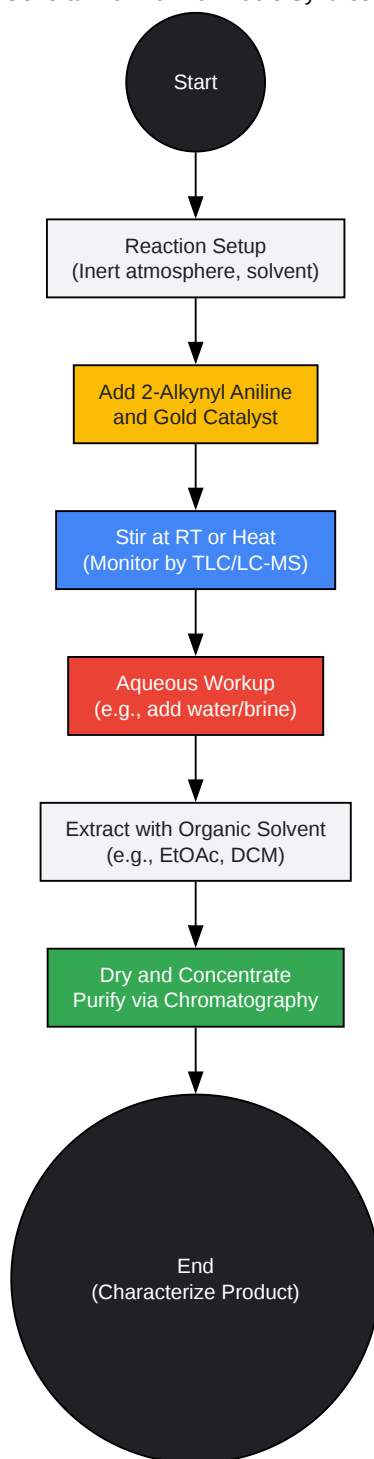 Start
Reaction Setup
(Inert atmosphere, solvent)
Add 2-Alkynyl Aniline
and Gold Catalyst
Stir at RT or Heat
(Monitor by TLC/LC-MS)
Aqueous Workup
(e.g., add water/brine)
Extract with Organic Solvent
(e.g., EtOAc, DCM)
Dry and Concentrate
Purify via Chromatography
End
(Characterize Product)